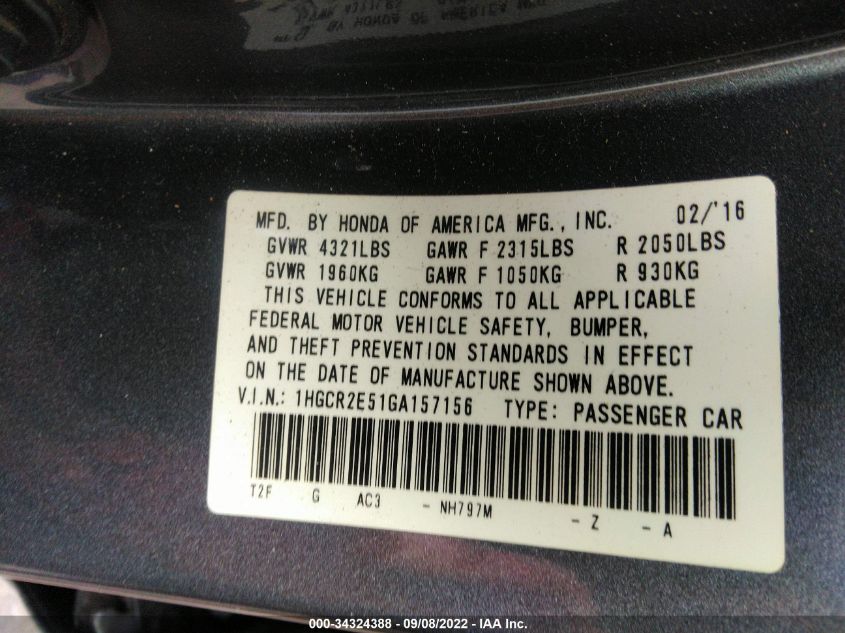 MFD. BY HONDA OF AMERICA MFG., INC. 02/'16
GVWR 4321LBS GAWR F 2315LBS R 2050LBS
GVWR 1960KG GAWR F 1050KG R 930KG
THIS VEHICLE CONFORMS TO ALL APPLICABLE
FEDERAL MOTOR VEHICLE SAFETY, BUMPER,
AND THEFT PREVENTION STANDARDS IN EFFECT
ON THE DATE OF MANUFACTURE SHOWN ABOVE.
V.I.N.: 1HGCR2E51GA157156 TYPE: PASSENGER CAR
T2F G AC3 - NH797M - Z - A
000-34324388 - 09/08/2022 - IAA Inc.